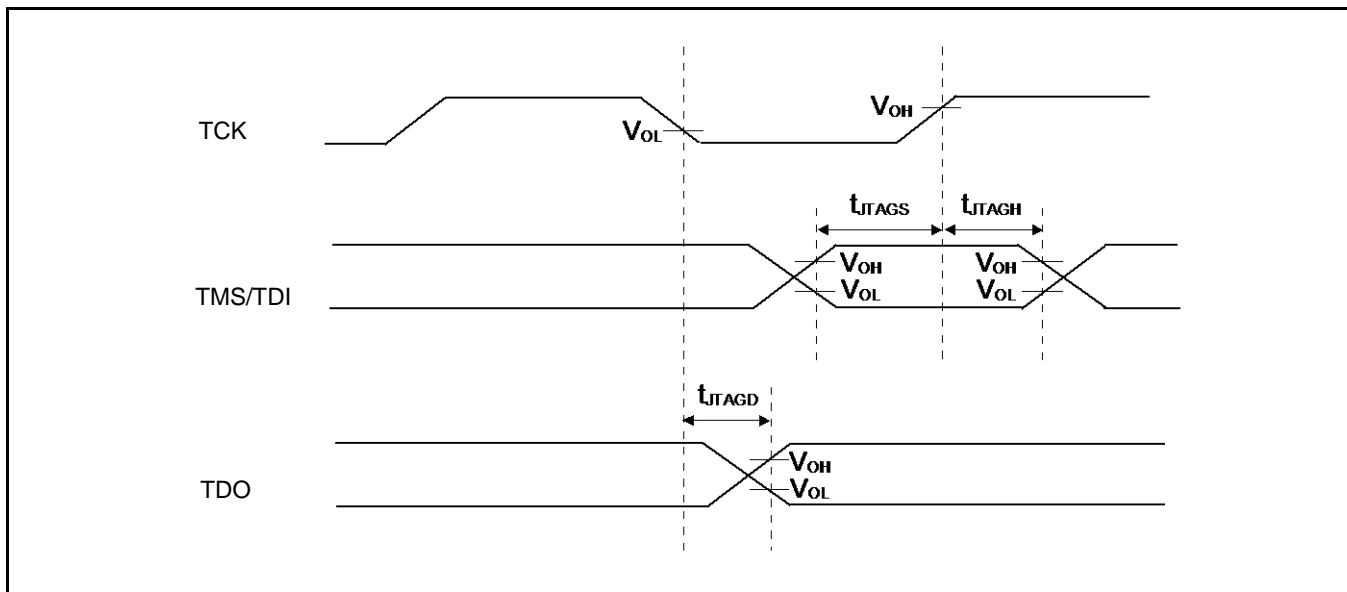 TCK
VOL
VOH
tJTAGS
tJTAGH
TMS/TDI
VOH
VOL
VOH
VOL
tJTAGD
TDO
VOH
VOL